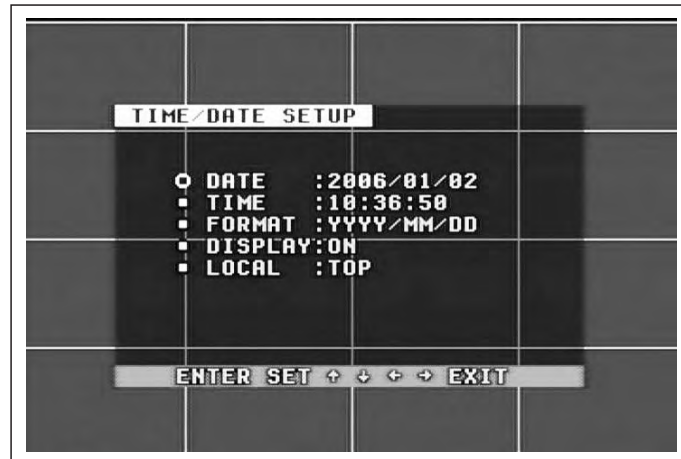 TIME/DATE SETUP
DATE :2006/01/02
TIME :10:36:50
FORMAT :YYYY/MM/DD
DISPLAY:ON
LOCAL :TOP
ENTER SET ↑ ↓ ← → EXIT